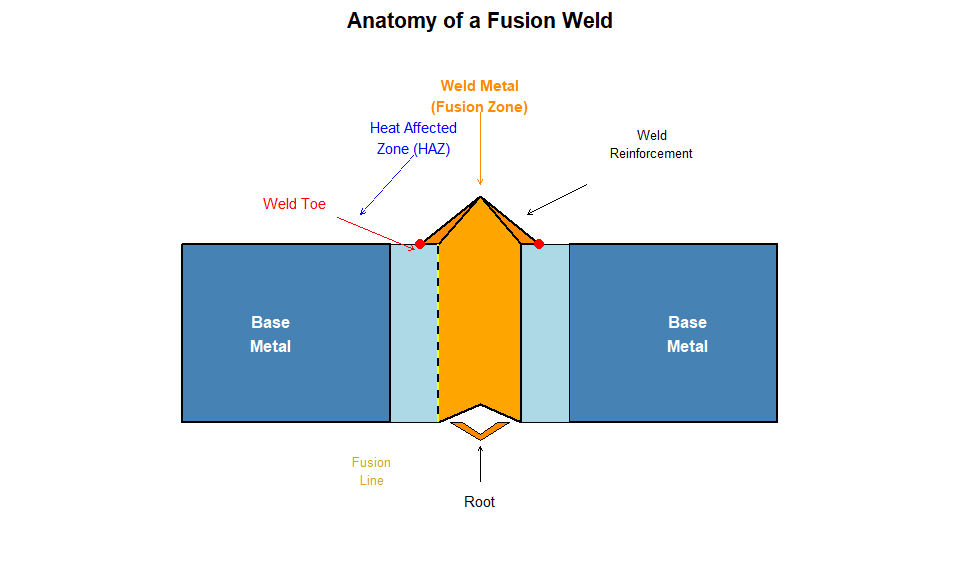 Anatomy of a Fusion Weld
Weld Metal
(Fusion Zone)
Heat Affected
Zone (HAZ)
Weld
Reinforcement
Weld Toe
Base
Metal
Base
Metal
Fusion
Line
Root